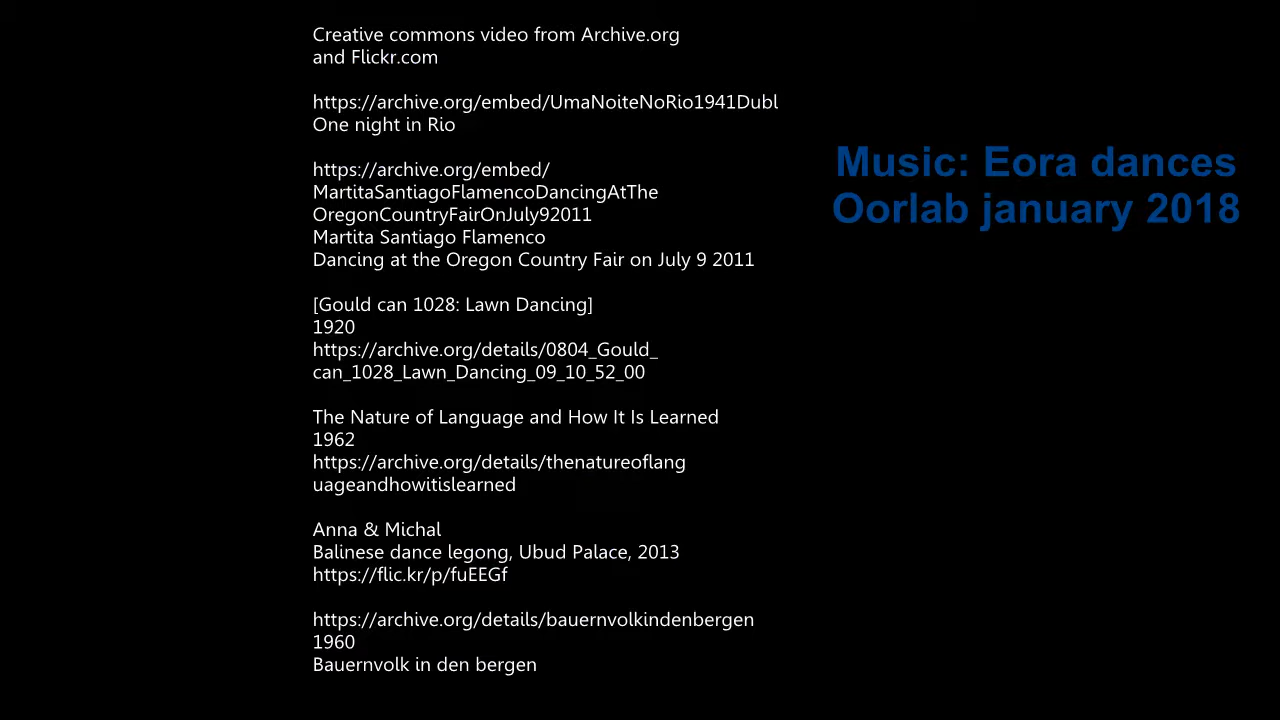 Creative commons video from Archive.org
and Flickr.com
https://archive.org/embed/UmaNoiteNoRio1941Dubl
One night in Rio
https://archive.org/embed/
MartitaSantiagoFlamencoDancingAtThe
OregonCountryFairOnJuly92011
Martita Santiago Flamenco
Dancing at the Oregon Country Fair on July 9 2011
[Gould can 1028: Lawn Dancing]
1920
https://archive.org/details/0804_Gould_
can_1028_Lawn_Dancing_09_10_52_00
The Nature of Language and How It Is Learned
1962
https://archive.org/details/thenatureoflang
uageandhowitislearned
Anna & Michal
Balinese dance legong, Ubud Palace, 2013
https://flic.kr/p/fuEEGf
https://archive.org/details/bauernvolkindenbergen
1960
Bauernvolk in den bergen
Music: Eora dances
Oorlab january 2018